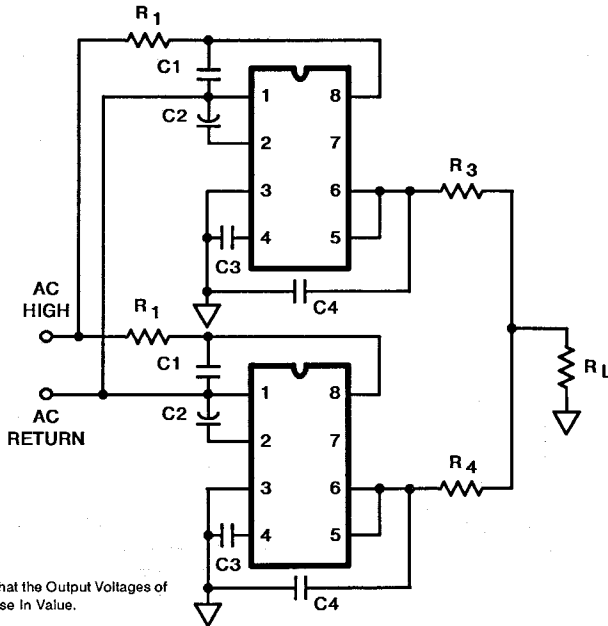 R1
C1
C2
1
8
2
7
3
6
4
5
C3
C4
R3
AC
HIGH
R1
C1
C2
1
8
2
7
3
6
4
5
C3
C4
AC
RETURN
RL
R4
hat the Output Voltages of
se In Value.